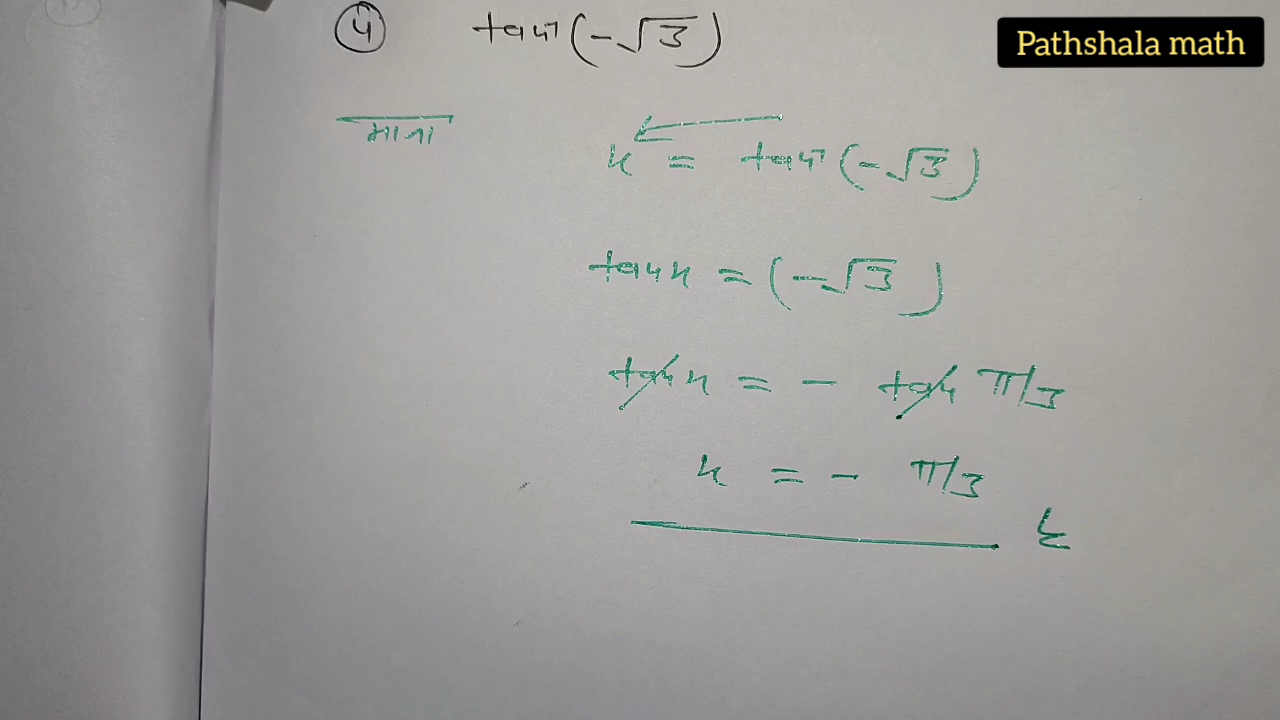 ④ tan⁻¹(-√3)
Pathshala math
माना x = tan⁻¹(-√3)
tan x = (-√3)
tan x = - tan π/3
x = - π/3